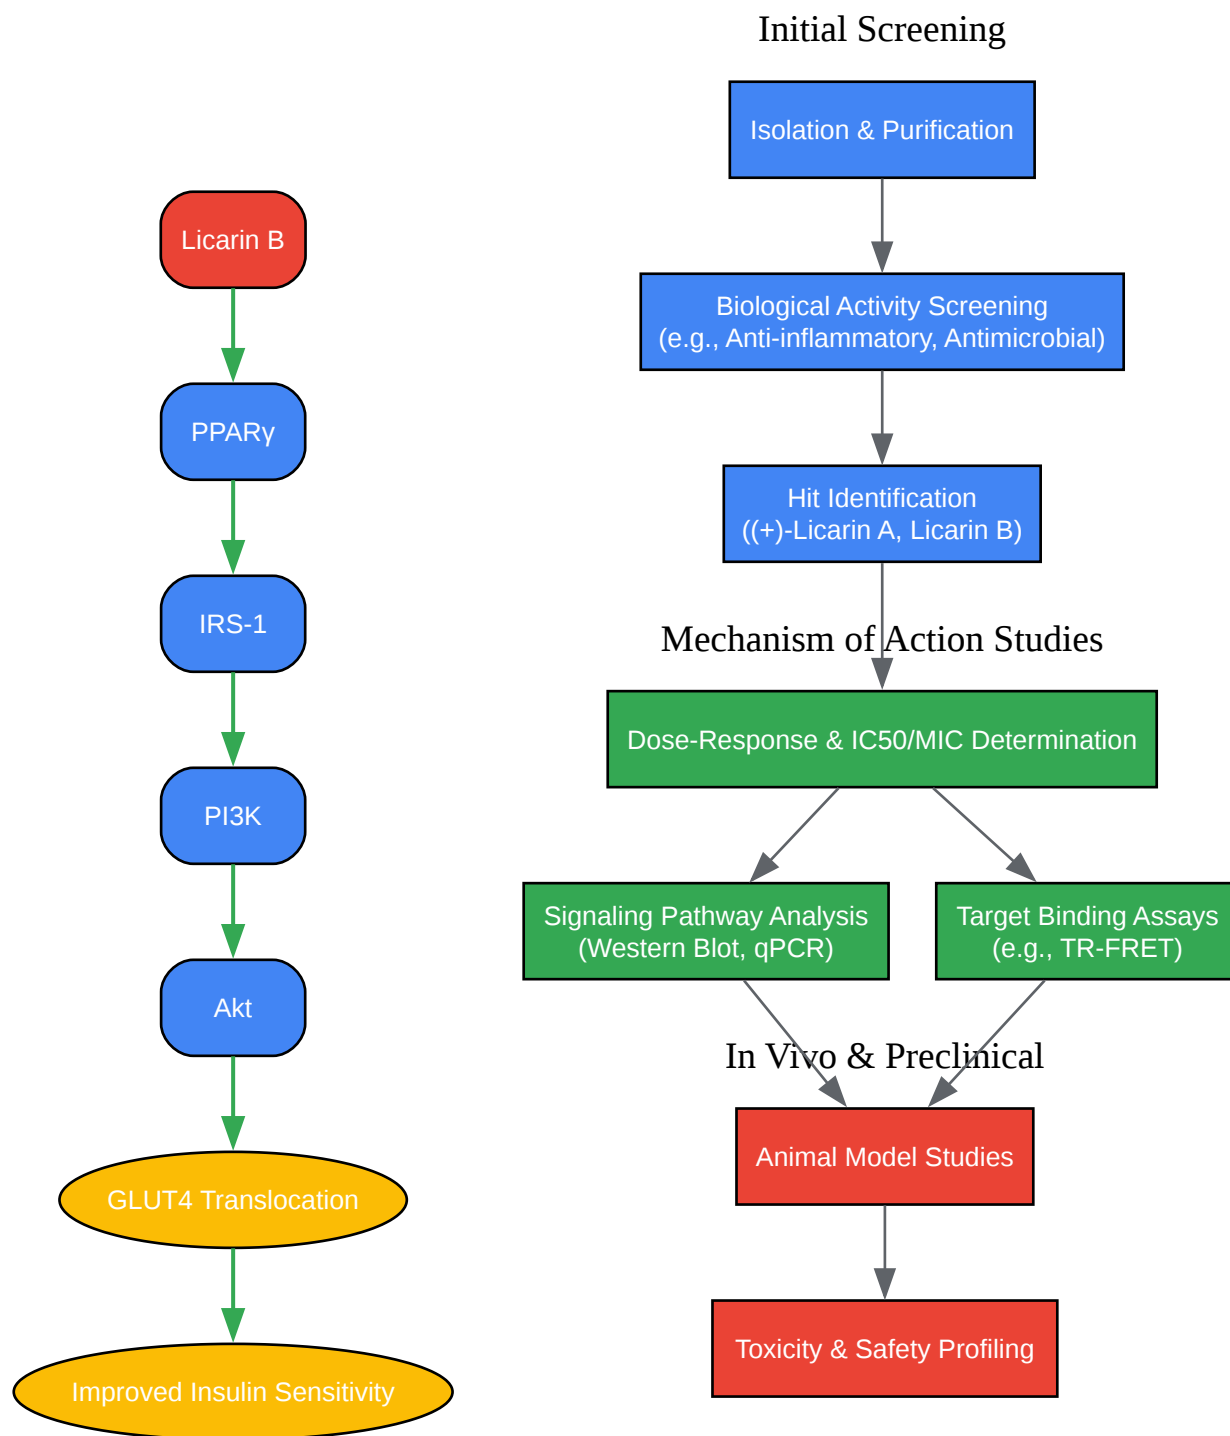 Licarin B
PPARγ
IRS-1
PI3K
Akt
GLUT4 Translocation
Improved Insulin Sensitivity
Initial Screening
Isolation & Purification
Biological Activity Screening
(e.g., Anti-inflammatory, Antimicrobial)
Hit Identification
((+)-Licarin A, Licarin B)
Mechanism of Action Studies
Dose-Response & IC50/MIC Determination
Signaling Pathway Analysis
(Western Blot, qPCR)
Target Binding Assays
(e.g., TR-FRET)
In Vivo & Preclinical
Animal Model Studies
Toxicity & Safety Profiling